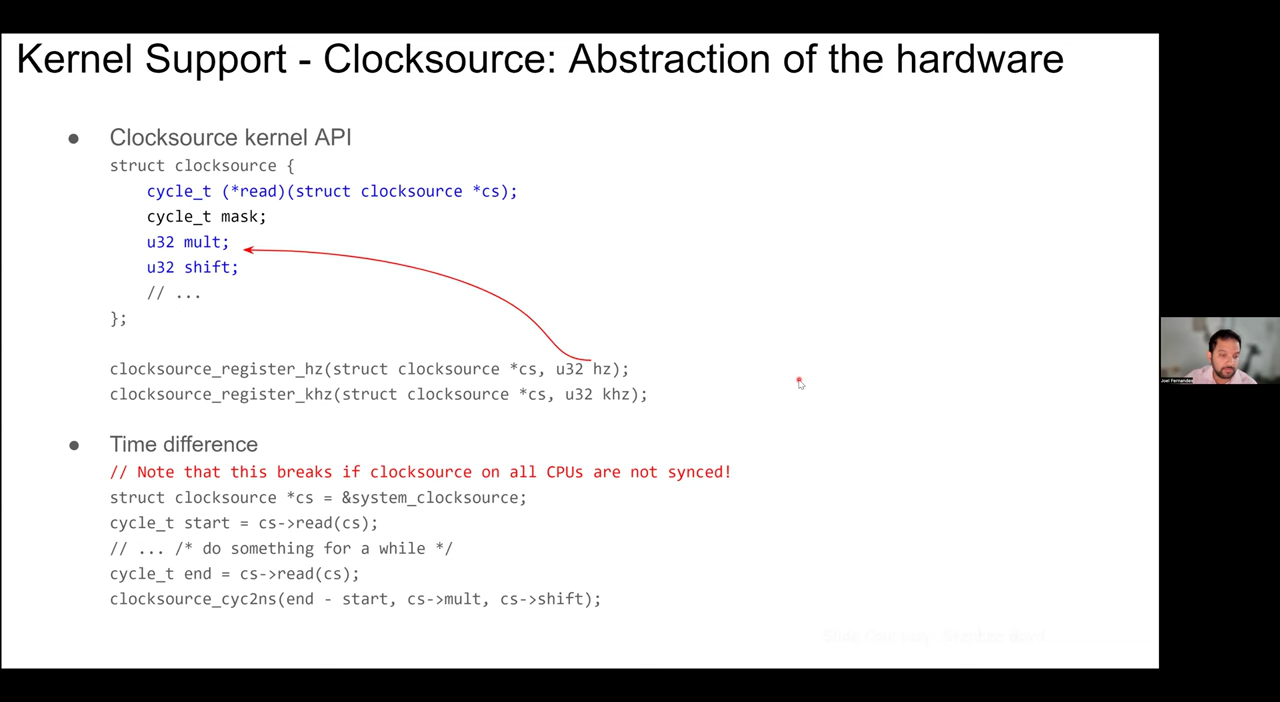 Kernel Support - Clocksource: Abstraction of the hardware
● Clocksource kernel API
struct clocksource {
cycle_t (*read)(struct clocksource *cs);
cycle_t mask;
u32 mult;
u32 shift;
// ...
};
clocksource_register_hz(struct clocksource *cs, u32 hz);
clocksource_register_khz(struct clocksource *cs, u32 khz);
● Time difference
// Note that this breaks if clocksource on all CPUs are not synced!
struct clocksource *cs = &system_clocksource;
cycle_t start = cs->read(cs);
// ... /* do something for a while */
cycle_t end = cs->read(cs);
clocksource_cyc2ns(end - start, cs->mult, cs->shift);
Joel Fernandes